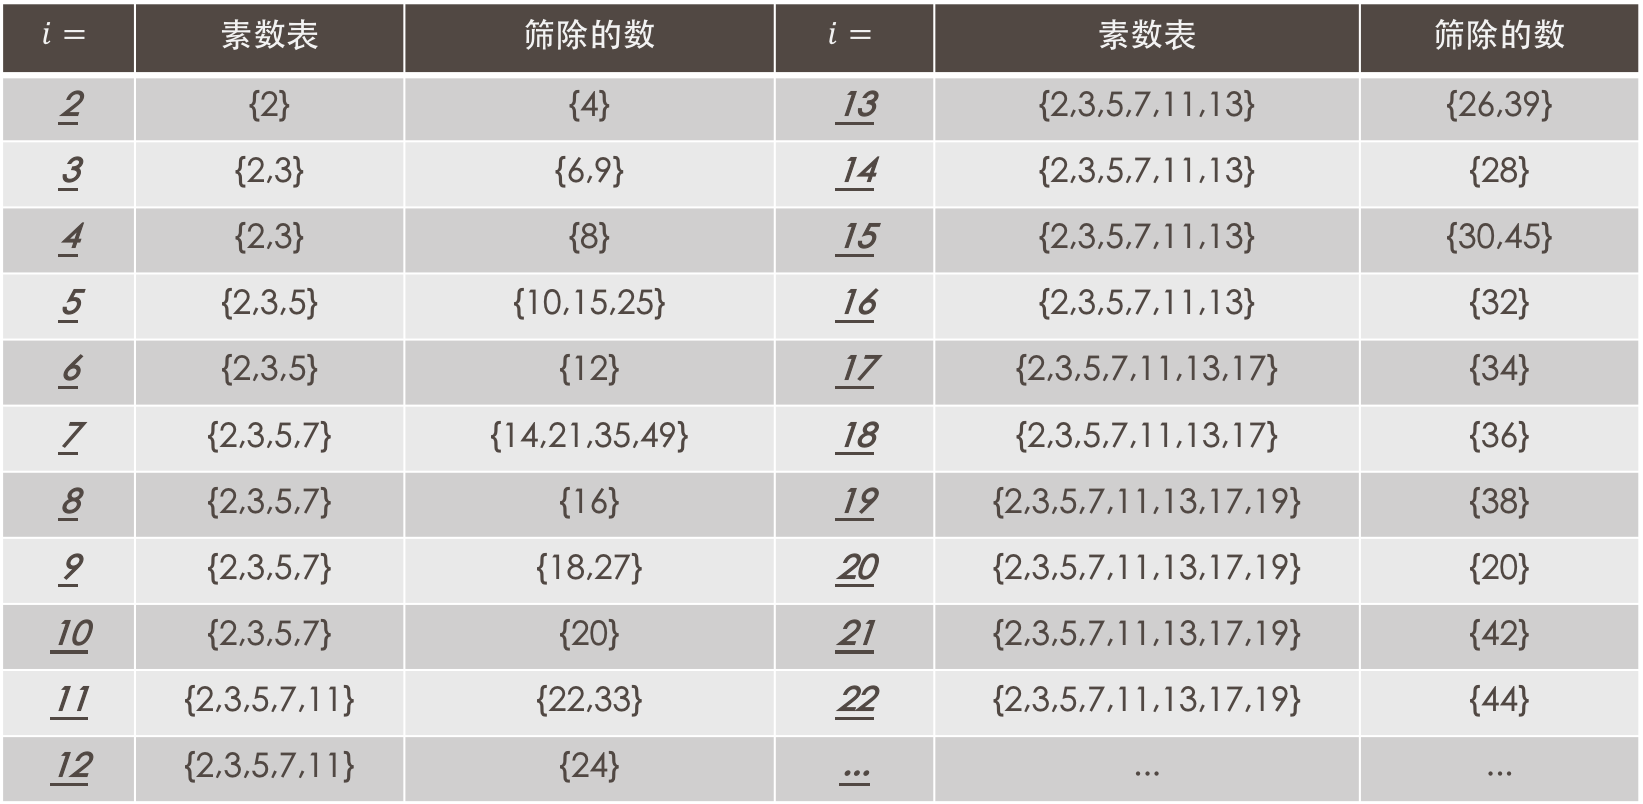 i = 素数表 筛除的数 i = 素数表 筛除的数
2 {2} {4} 13 {2,3,5,7,11,13} {26,39}
3 {2,3} {6,9} 14 {2,3,5,7,11,13} {28}
4 {2,3} {8} 15 {2,3,5,7,11,13} {30,45}
5 {2,3,5} {10,15,25} 16 {2,3,5,7,11,13} {32}
6 {2,3,5} {12} 17 {2,3,5,7,11,13,17} {34}
7 {2,3,5,7} {14,21,35,49} 18 {2,3,5,7,11,13,17} {36}
8 {2,3,5,7} {16} 19 {2,3,5,7,11,13,17,19} {38}
9 {2,3,5,7} {18,27} 20 {2,3,5,7,11,13,17,19} {20}
10 {2,3,5,7} {20} 21 {2,3,5,7,11,13,17,19} {42}
11 {2,3,5,7,11} {22,33} 22 {2,3,5,7,11,13,17,19} {44}
12 {2,3,5,7,11} {24} ... ... ...